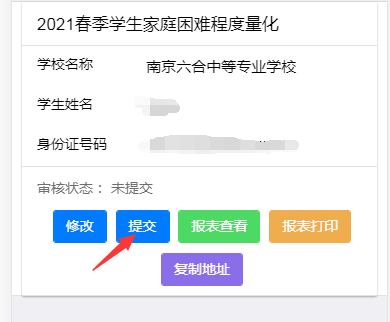 2021春季学生家庭困难程度量化
学校名称 南京六合中等专业学校
学生姓名
身份证号码
审核状态： 未提交
修改 提交 报表查看 报表打印
复制地址